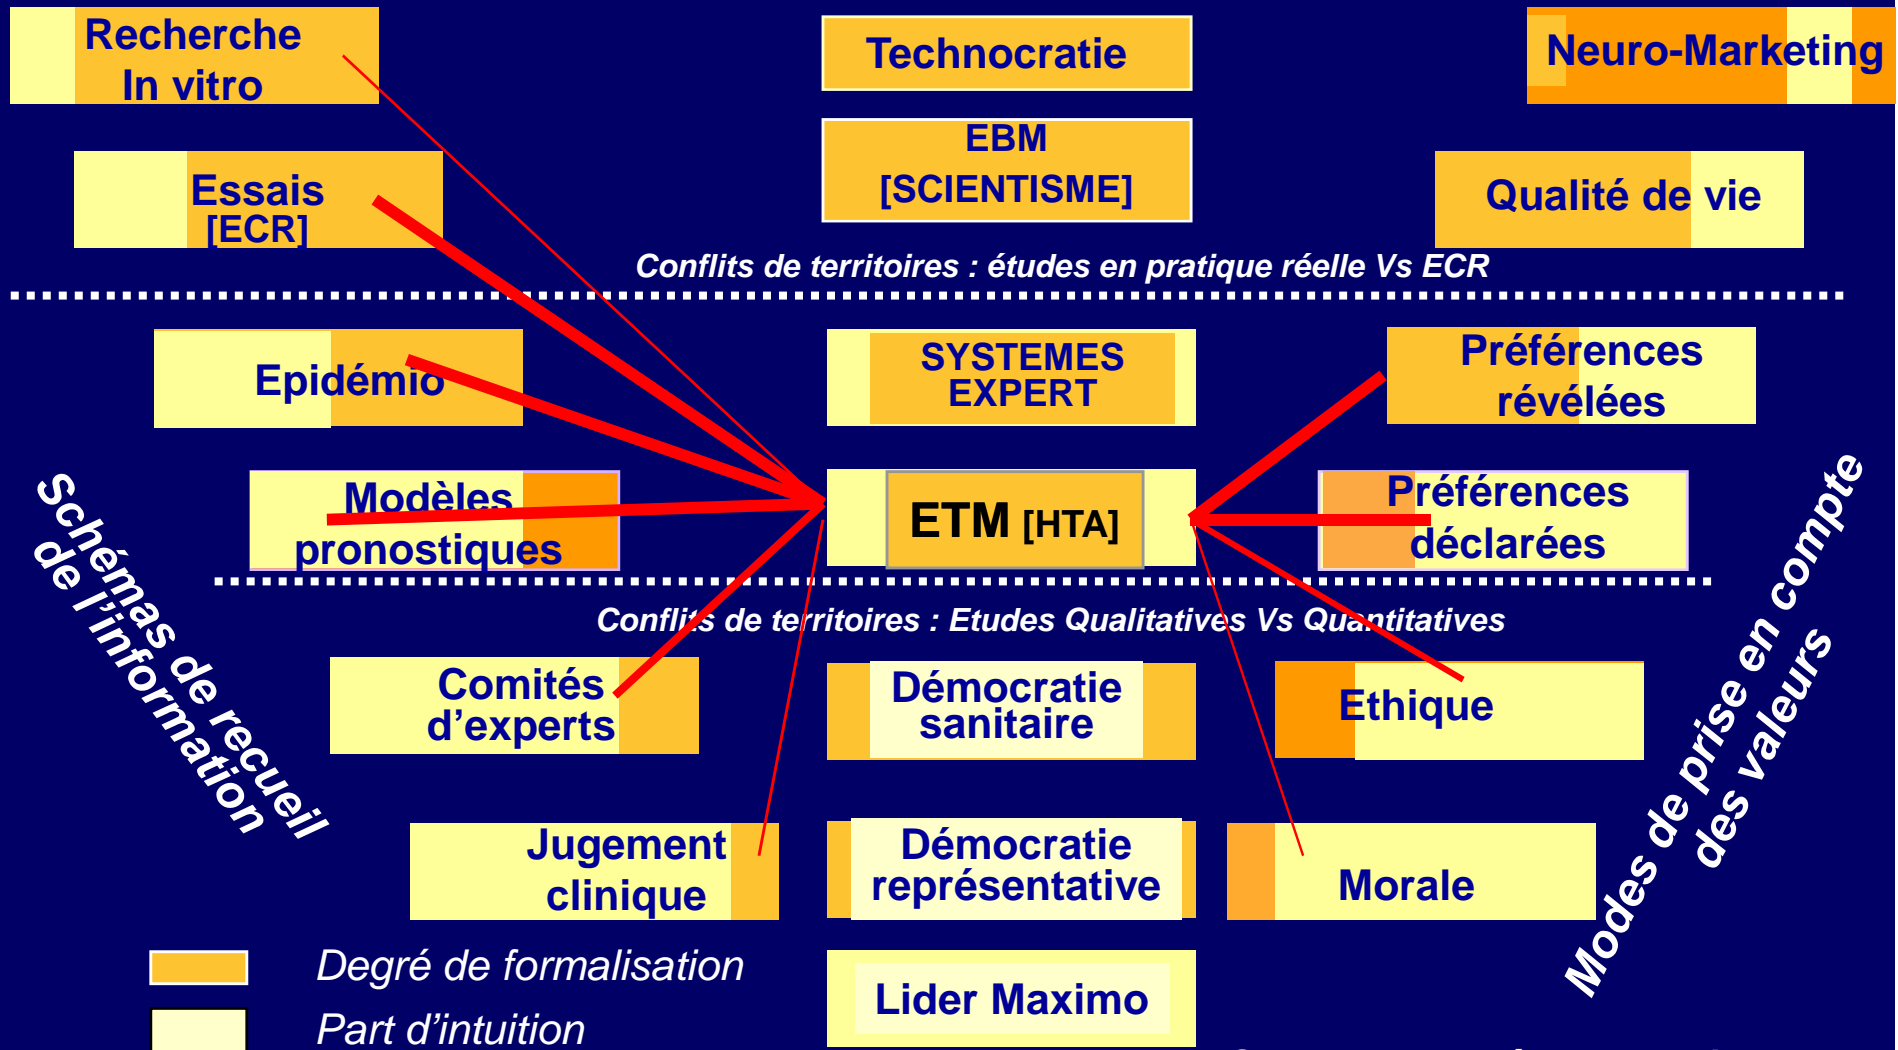 Recherche
In vitro
Technocratie
Neuro-Marketing
EBM
[SCIENTISME]
Essais
[ECR]
Qualité de vie
Conflits de territoires : études en pratique réelle Vs ECR
Epidémio
SYSTEMES
EXPERT
Préférences
révélées
Modèles
pronostiques
ETM [HTA]
Préférences
déclarées
Schémas de recueil
de l’information
Modes de prise en compte
des valeurs
Conflits de territoires : Etudes Qualitatives Vs Quantitatives
Comités
d’experts
Démocratie
sanitaire
Ethique
Jugement
clinique
Démocratie
représentative
Morale
Degré de formalisation
Lider Maximo
Part d’intuition